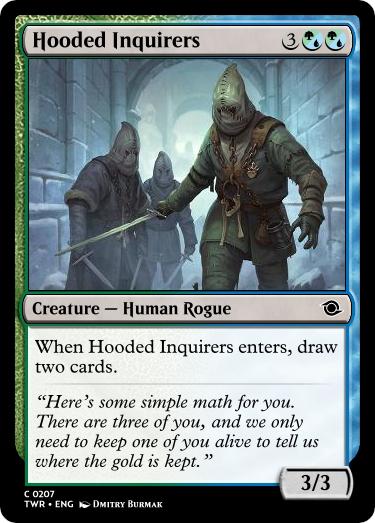 Hooded Inquirers 3
Creature — Human Rogue
When Hooded Inquirers enters, draw
two cards.
“Here’s some simple math for you.
There are three of you, and we only
need to keep one of you alive to tell us
where the gold is kept.”
3/3
C 0207
TWR • ENG Dmitry Burmak